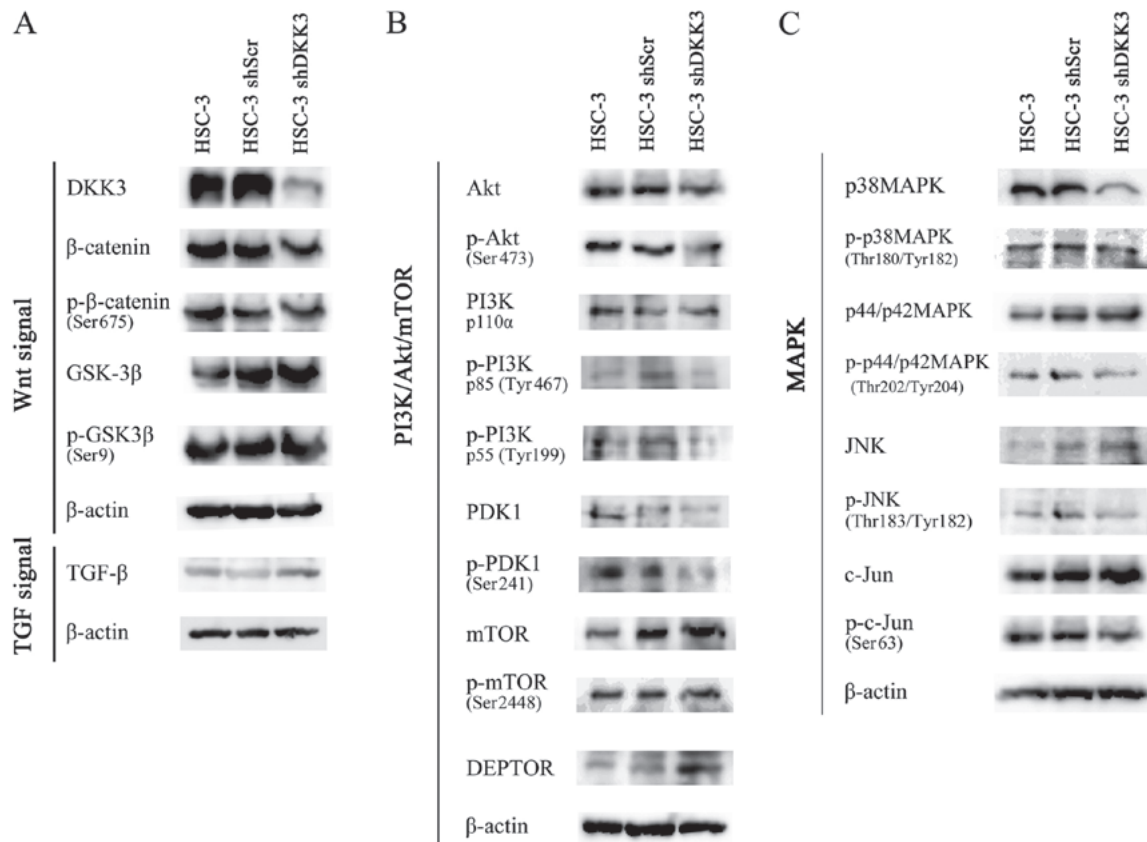 A
HSC-3
HSC-3 shScr
HSC-3 shDKK3
Wnt signal
DKK3
β-catenin
p-β-catenin
(Ser675)
GSK-3β
p-GSK3β
(Ser9)
β-actin
TGF signal
TGF-β
β-actin
B
HSC-3
HSC-3 shScr
HSC-3 shDKK3
PI3K/Akt/mTOR
Akt
p-Akt
(Ser473)
PI3K
p110α
p-PI3K
p85 (Tyr467)
p-PI3K
p55 (Tyr199)
PDK1
p-PDK1
(Ser241)
mTOR
p-mTOR
(Ser2448)
DEPTOR
β-actin
C
HSC-3
HSC-3 shScr
HSC-3 shDKK3
MAPK
p38MAPK
p-p38MAPK
(Thr180/Tyr182)
p44/p42MAPK
p-p44/p42MAPK
(Thr202/Tyr204)
JNK
p-JNK
(Thr183/Tyr182)
c-Jun
p-c-Jun
(Ser63)
β-actin